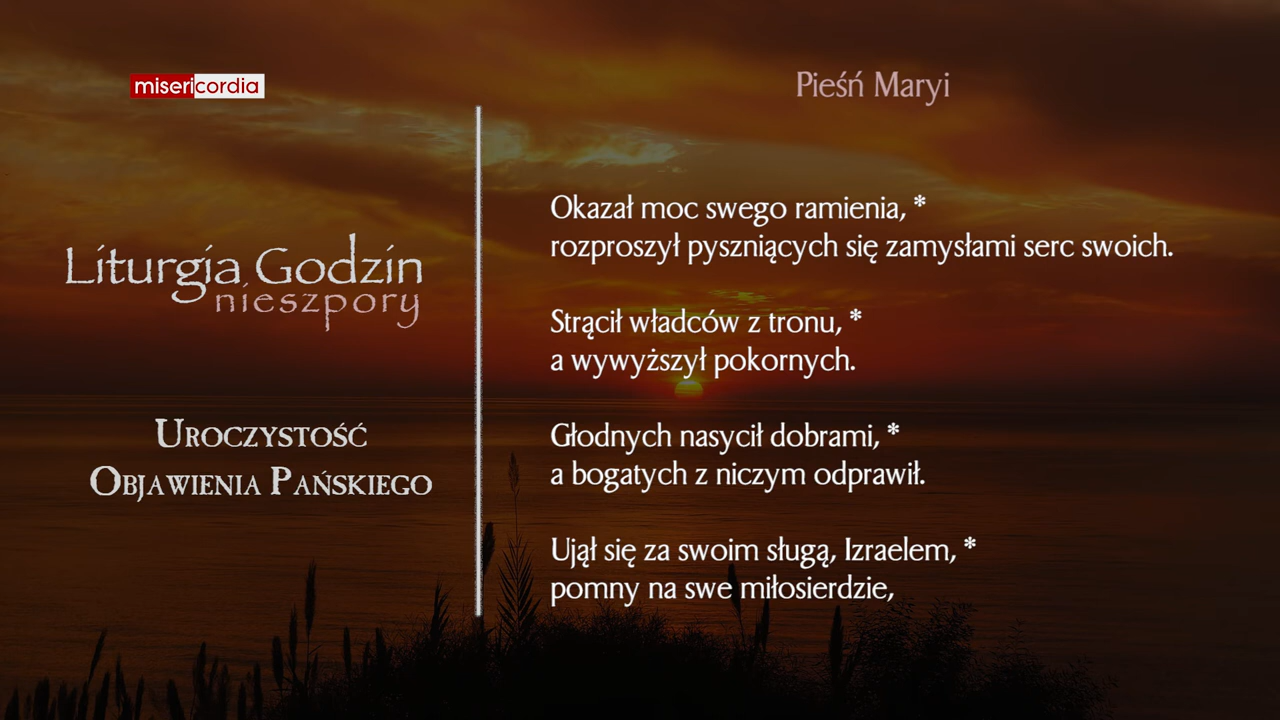 misericordia
Pieśń Maryi
Liturgia Godzin
nieszpory
Uroczystość
Objawienia Pańskiego
Okazał moc swego ramienia, *
rozproszył pyszniących się zamysłami serc swoich.
Strącił władców z tronu, *
a wywyższył pokornych.
Głodnych nasycił dobrami, *
a bogatych z niczym odprawił.
Ujął się za swoim sługą, Izraelem, *
pomny na swe miłosierdzie,